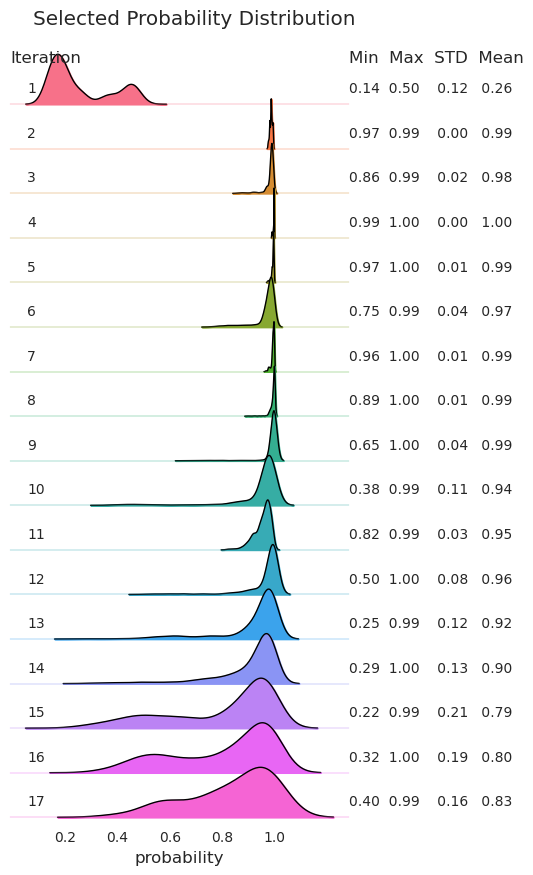 Selected Probability Distribution
Iteration Min Max STD Mean
1 0.14 0.50 0.12 0.26
2 0.97 0.99 0.00 0.99
3 0.86 0.99 0.02 0.98
4 0.99 1.00 0.00 1.00
5 0.97 1.00 0.01 0.99
6 0.75 0.99 0.04 0.97
7 0.96 1.00 0.01 0.99
8 0.89 1.00 0.01 0.99
9 0.65 1.00 0.04 0.99
10 0.38 0.99 0.11 0.94
11 0.82 0.99 0.03 0.95
12 0.50 1.00 0.08 0.96
13 0.25 0.99 0.12 0.92
14 0.29 1.00 0.13 0.90
15 0.22 0.99 0.21 0.79
16 0.32 1.00 0.19 0.80
17 0.40 0.99 0.16 0.83
0.2 0.4 0.6 0.8 1.0
probability